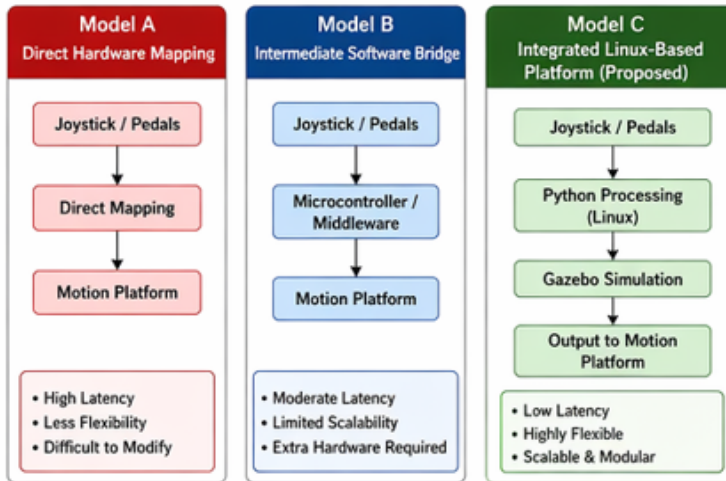 Model A
Direct Hardware Mapping
Joystick / Pedals
Direct Mapping
Motion Platform
• High Latency
• Less Flexibility
• Difficult to Modify
Model B
Intermediate Software Bridge
Joystick / Pedals
Microcontroller /
Middleware
Motion Platform
• Moderate Latency
• Limited Scalability
• Extra Hardware Required
Model C
Integrated Linux-Based
Platform (Proposed)
Joystick / Pedals
Python Processing
(Linux)
Gazebo Simulation
Output to Motion
Platform
• Low Latency
• Highly Flexible
• Scalable & Modular